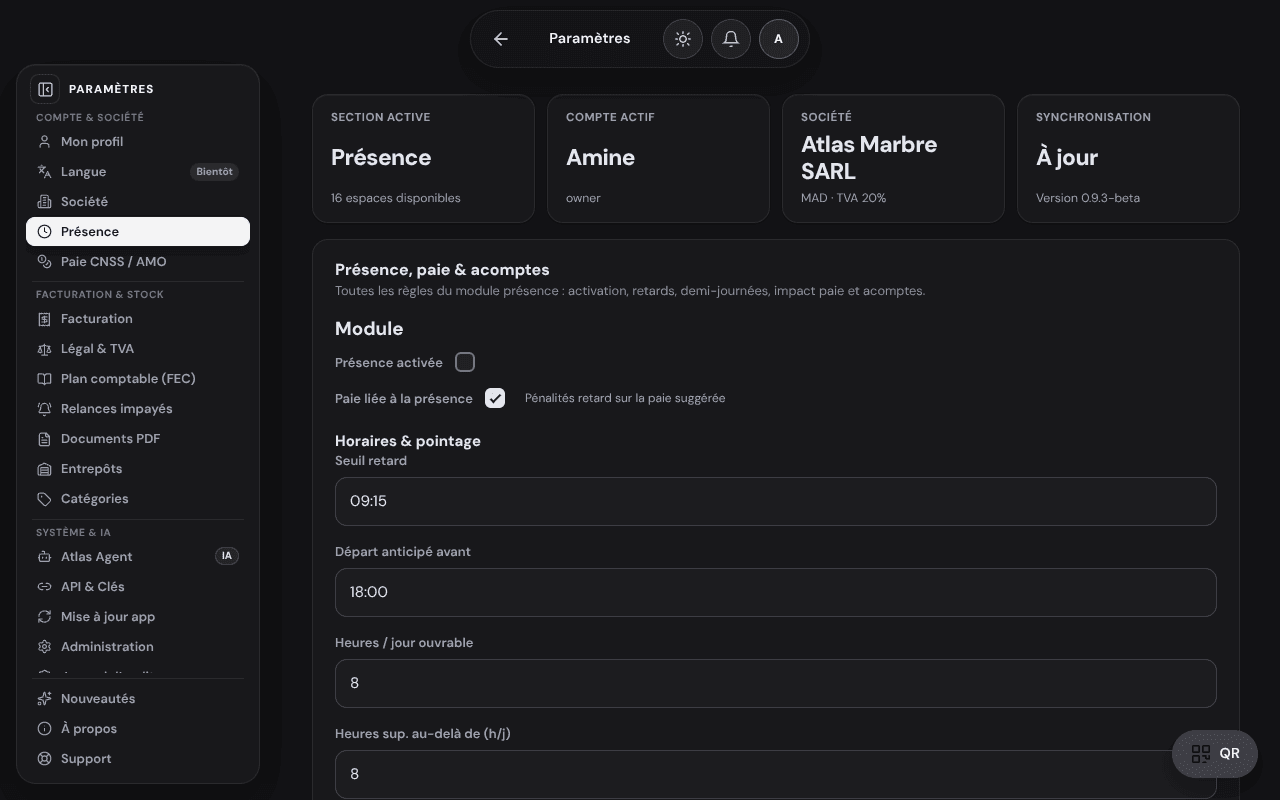 Paramètres
A
PARAMÈTRES
COMPTE & SOCIÉTÉ
Mon profil
Langue
Bientôt
Société
Présence
Paie CNSS / AMO
FACTURATION & STOCK
Facturation
Légal & TVA
Plan comptable (FEC)
Relances impayés
Documents PDF
Entrepôts
Catégories
SYSTÈME & IA
Atlas Agent
IA
API & Clés
Mise à jour app
Administration
Nouveautés
À propos
Support
SECTION ACTIVE
Présence
16 espaces disponibles
COMPTE ACTIF
Amine
owner
SOCIÉTÉ
Atlas Marbre
SARL
MAD · TVA 20%
SYNCHRONISATION
À jour
Version 0.9.3-beta
Présence, paie & acomptes
Toutes les règles du module présence : activation, retards, demi-journées, impact paie et acomptes.
Module
Présence activée
Paie liée à la présence
Pénalités retard sur la paie suggérée
Horaires & pointage
Seuil retard
09:15
Départ anticipé avant
18:00
Heures / jour ouvrable
8
Heures sup. au-delà de (h/j)
8
QR